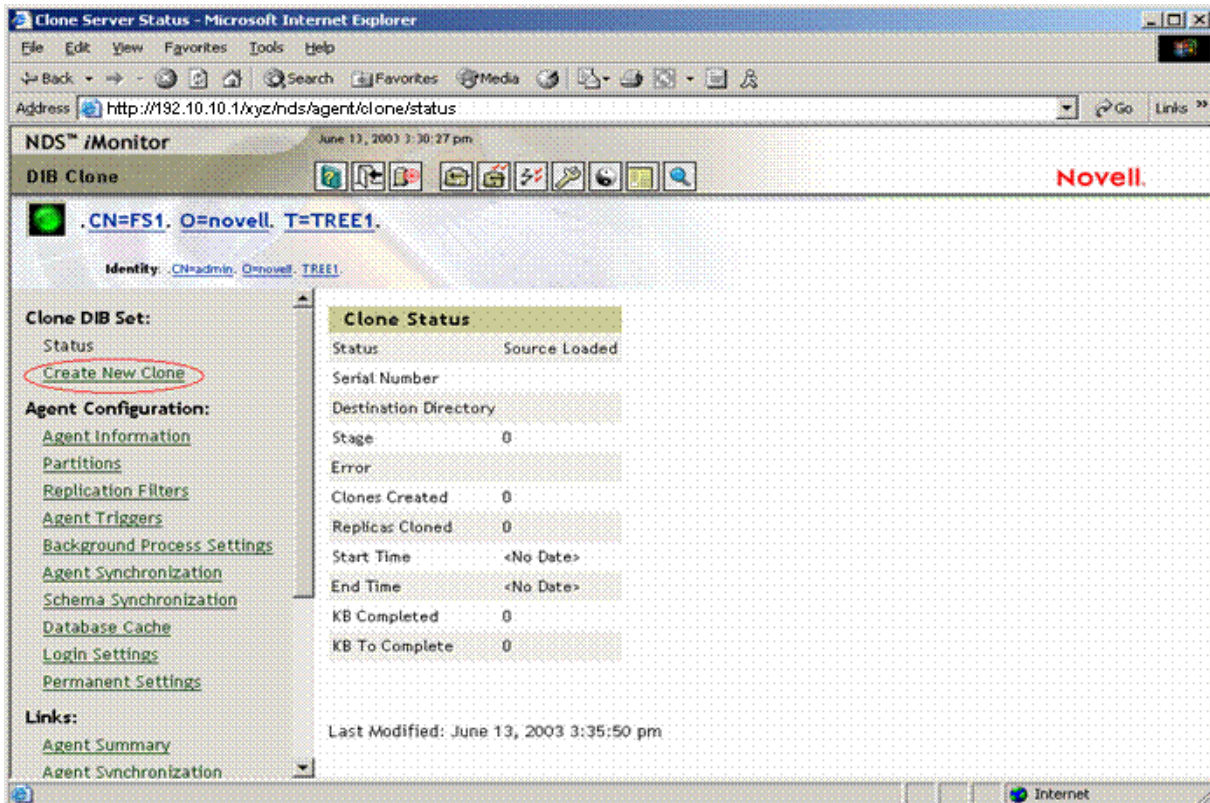 Clone Server Status - Microsoft Internet Explorer
File Edit View Favorites Tools Help
Back Search Favorites Media
Address http://192.10.10.1/xyz/nds/agent/clone/status Go Links »
NDS™ iMonitor June 13, 2003 3:30:27 pm
DIB Clone Novell.
.CN=FS1. O=novell. T=TREE1.
Identity: .CN=admin. O=novell. TREE1.
Clone DIB Set:
Status
Create New Clone
Agent Configuration:
Agent Information
Partitions
Replication Filters
Agent Triggers
Background Process Settings
Agent Synchronization
Schema Synchronization
Database Cache
Login Settings
Permanent Settings
Links:
Agent Summary
Agent Synchronization
Clone Status
Status Source Loaded
Serial Number
Destination Directory
Stage 0
Error
Clones Created 0
Replicas Cloned 0
Start Time <No Date>
End Time <No Date>
KB Completed 0
KB To Complete 0
Last Modified: June 13, 2003 3:35:50 pm
Internet